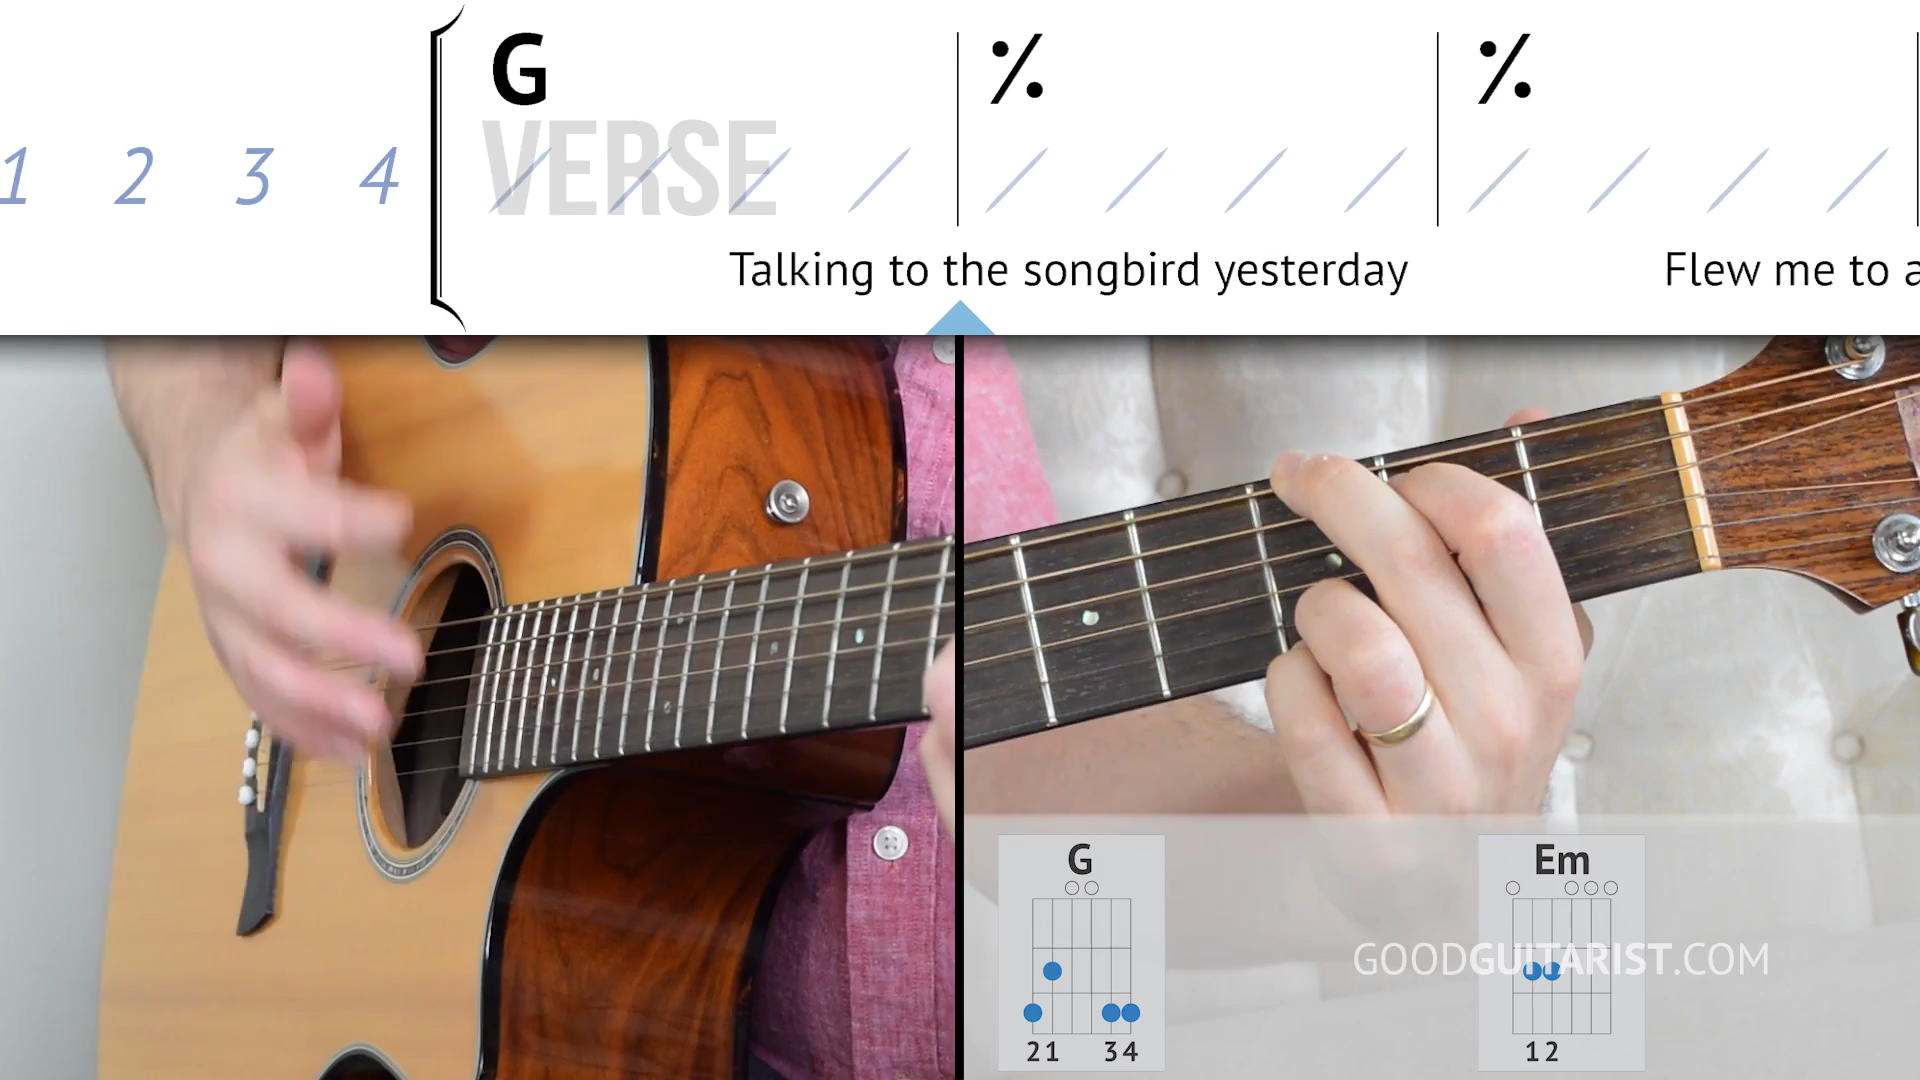 G
VERSE
1 2 3 4
Talking to the songbird yesterday
Flew me to a
G
21 34
Em
12
GOODGUITARIST.COM